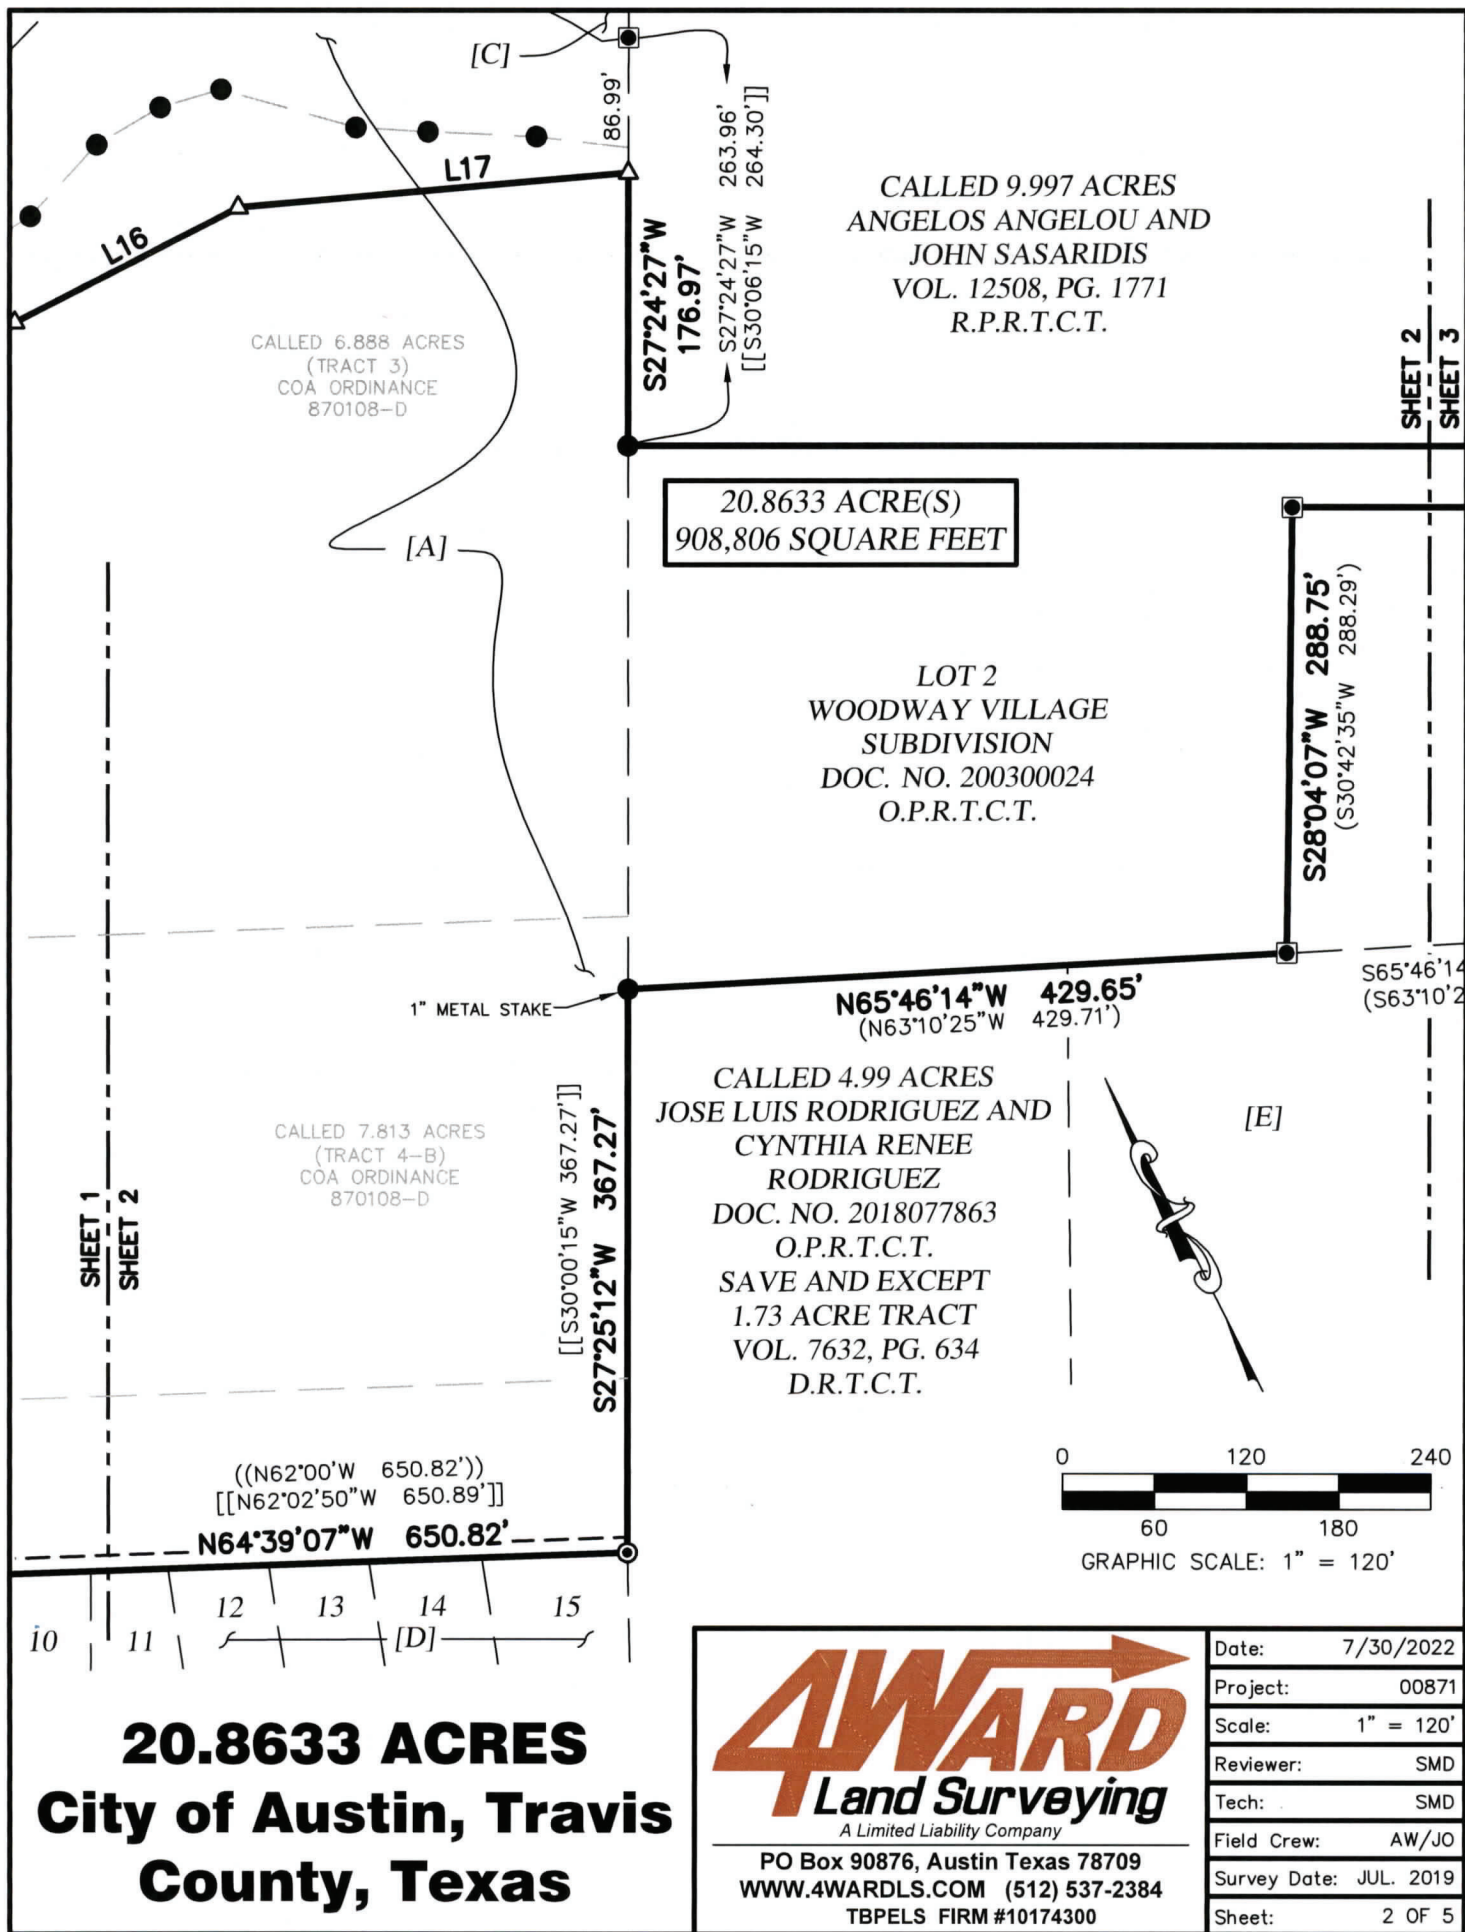 [C]
86.99'
S27°24'27"W 263.96'
[[S30°06'15"W 264.30']]
L17
L16
S27°24'27"W
176.97'
CALLED 9.997 ACRES
ANGELOS ANGELOU AND
JOHN SASARIDIS
VOL. 12508, PG. 1771
R.P.R.T.C.T.
SHEET 2
SHEET 3
CALLED 6.888 ACRES
(TRACT 3)
COA ORDINANCE
870108-D
20.8633 ACRE(S)
908,806 SQUARE FEET
[A]
S28°04'07"W 288.75'
(S30°42'35"W 288.29')
LOT 2
WOODWAY VILLAGE
SUBDIVISION
DOC. NO. 200300024
O.P.R.T.C.T.
1" METAL STAKE
N65°46'14"W 429.65'
(N63°10'25"W 429.71')
S65°46'14
(S63°10'2
CALLED 4.99 ACRES
JOSE LUIS RODRIGUEZ AND
CYNTHIA RENEE
RODRIGUEZ
DOC. NO. 2018077863
O.P.R.T.C.T.
SAVE AND EXCEPT
1.73 ACRE TRACT
VOL. 7632, PG. 634
D.R.T.C.T.
[E]
[[S30°00'15"W 367.27']]
S27°25'12"W 367.27'
CALLED 7.813 ACRES
(TRACT 4-B)
COA ORDINANCE
870108-D
SHEET 1
SHEET 2
((N62°00'W 650.82'))
[[N62°02'50"W 650.89']]
N64°39'07"W 650.82'
0 120 240
60 180
GRAPHIC SCALE: 1" = 120'
10 11 12 13 14 15
[D]
20.8633 ACRES
City of Austin, Travis
County, Texas
4WARD
Land Surveying
A Limited Liability Company
PO Box 90876, Austin Texas 78709
WWW.4WARDLS.COM (512) 537-2384
TBPELS FIRM #10174300
Date: 7/30/2022
Project: 00871
Scale: 1" = 120'
Reviewer: SMD
Tech: SMD
Field Crew: AW/JO
Survey Date: JUL. 2019
Sheet: 2 OF 5